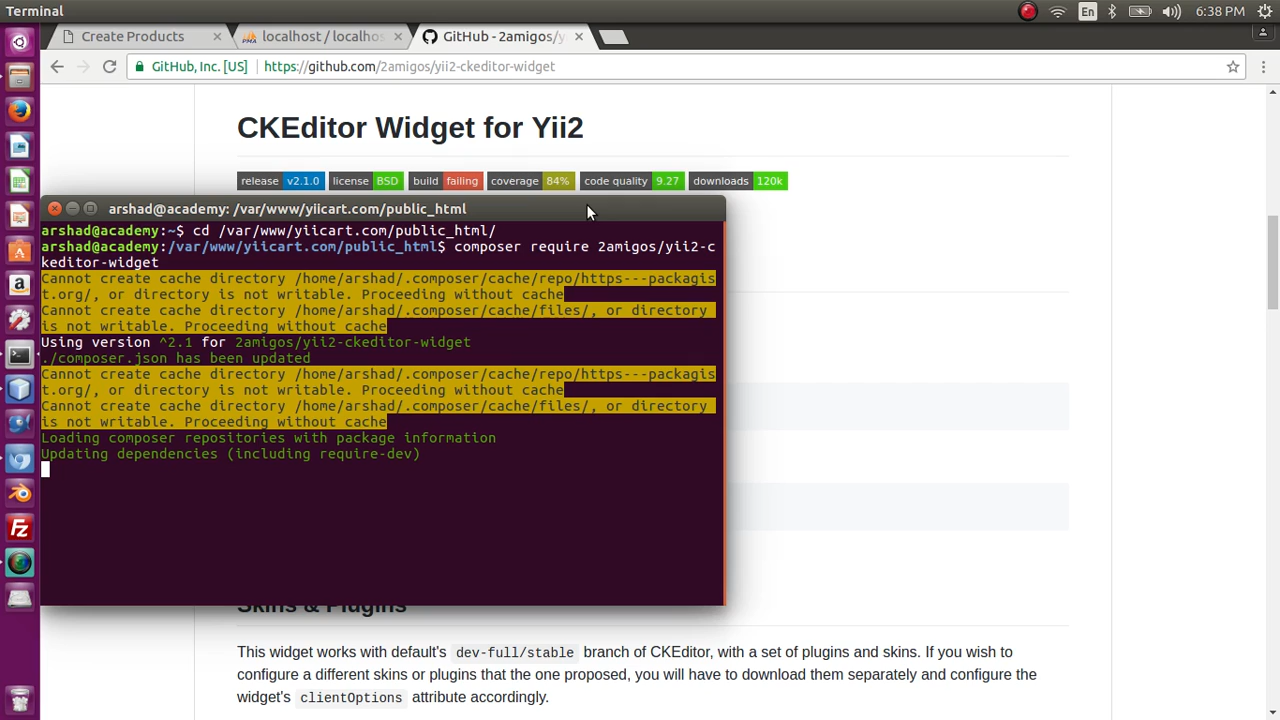 Terminal
En
6:38 PM
Create Products
localhost / localhos
GitHub - 2amigos/y
GitHub, Inc. [US]
https://github.com/2amigos/yii2-ckeditor-widget
CKEditor Widget for Yii2
release v2.1.0 license BSD build failing coverage 84% code quality 9.27 downloads 120k
arshad@academy: /var/www/yiicart.com/public_html
arshad@academy:~$ cd /var/www/yiicart.com/public_html/
arshad@academy:/var/www/yiicart.com/public_html$ composer require 2amigos/yii2-c
keditor-widget
Cannot create cache directory /home/arshad/.composer/cache/repo/https---packagis
t.org/, or directory is not writable. Proceeding without cache
Cannot create cache directory /home/arshad/.composer/cache/files/, or directory
is not writable. Proceeding without cache
Using version ^2.1 for 2amigos/yii2-ckeditor-widget
./composer.json has been updated
Cannot create cache directory /home/arshad/.composer/cache/repo/https---packagis
t.org/, or directory is not writable. Proceeding without cache
Cannot create cache directory /home/arshad/.composer/cache/files/, or directory
is not writable. Proceeding without cache
Loading composer repositories with package information
Updating dependencies (including require-dev)
Skins & Plugins
This widget works with default's dev-full/stable branch of CKEditor, with a set of plugins and skins. If you wish to
configure a different skins or plugins that the one proposed, you will have to download them separately and configure the
widget's clientOptions attribute accordingly.